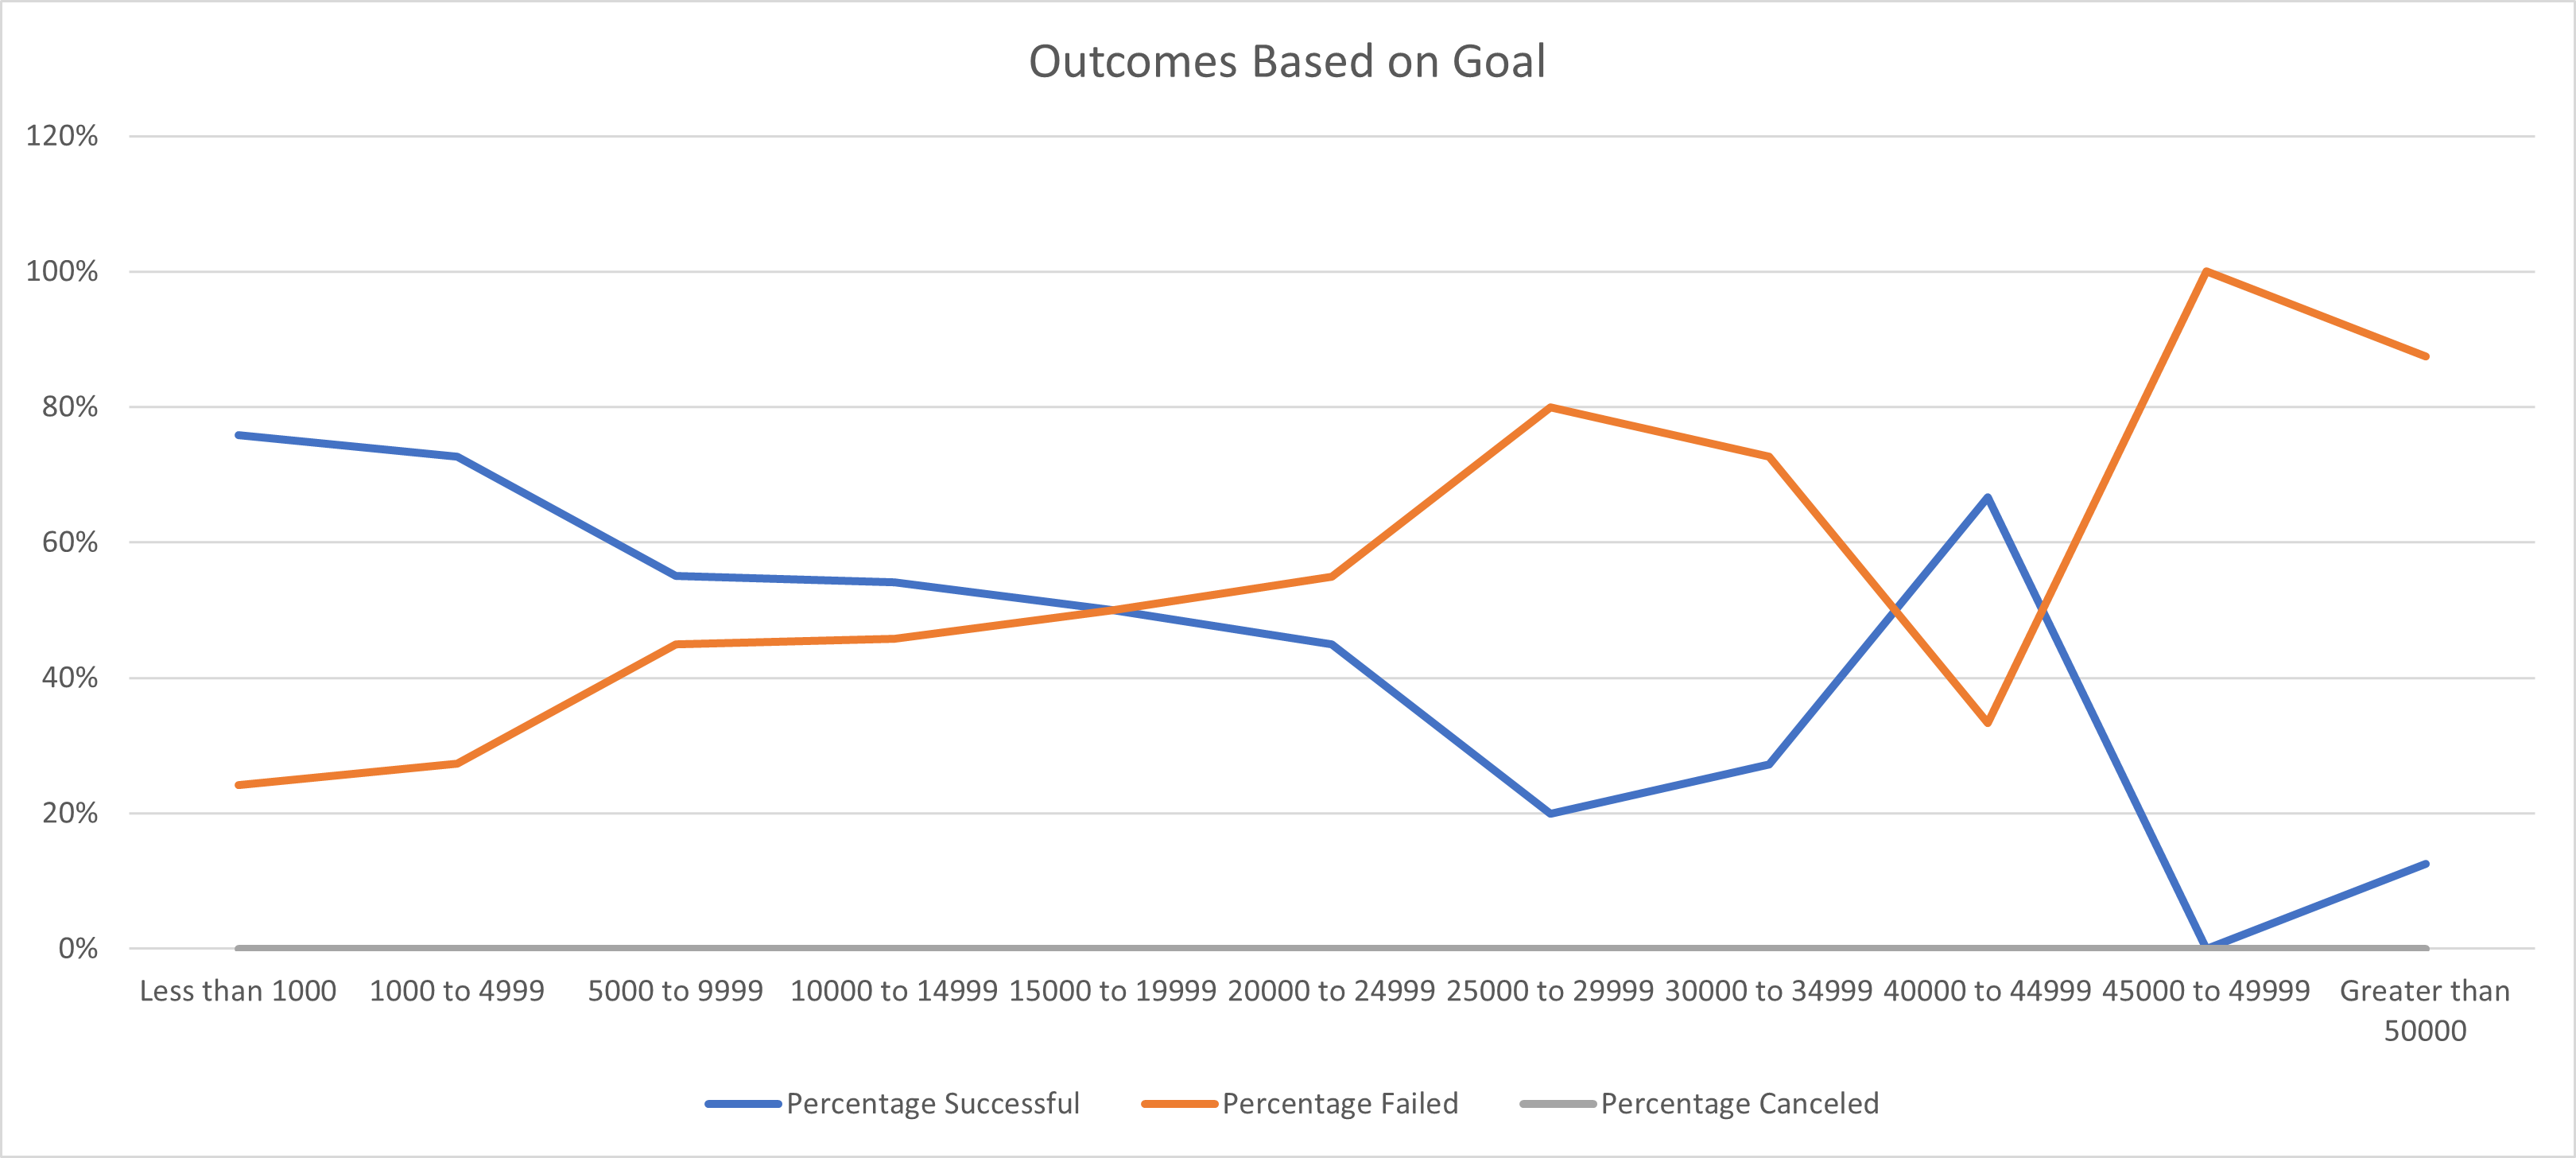 Outcomes Based on Goal
120%
100%
80%
60%
40%
20%
0%
Less than 1000 1000 to 4999 5000 to 9999 10000 to 14999 15000 to 19999 20000 to 24999 25000 to 29999 30000 to 34999 40000 to 44999 45000 to 49999 Greater than
50000
Percentage Successful Percentage Failed Percentage Canceled